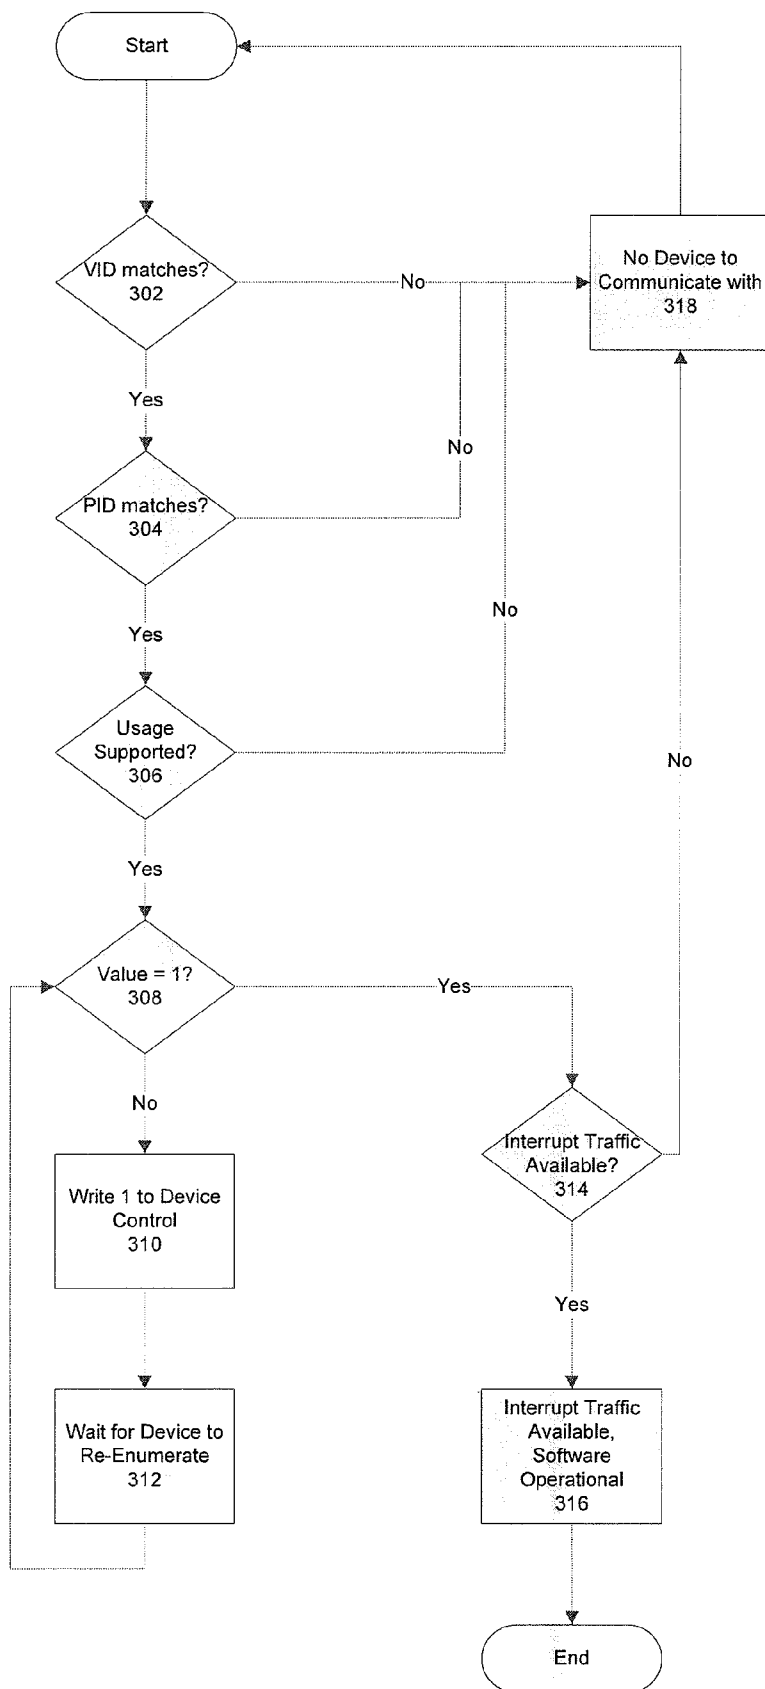 Start
VID matches?
302
No
No Device to
Communicate with
318
Yes
No
PID matches?
304
No
Yes
Usage
Supported?
306
No
Yes
Value = 1?
308
Yes
No
Interrupt Traffic
Available?
314
Write 1 to Device
Control
310
Yes
Wait for Device to
Re-Enumerate
312
Interrupt Traffic
Available,
Software
Operational
316
End